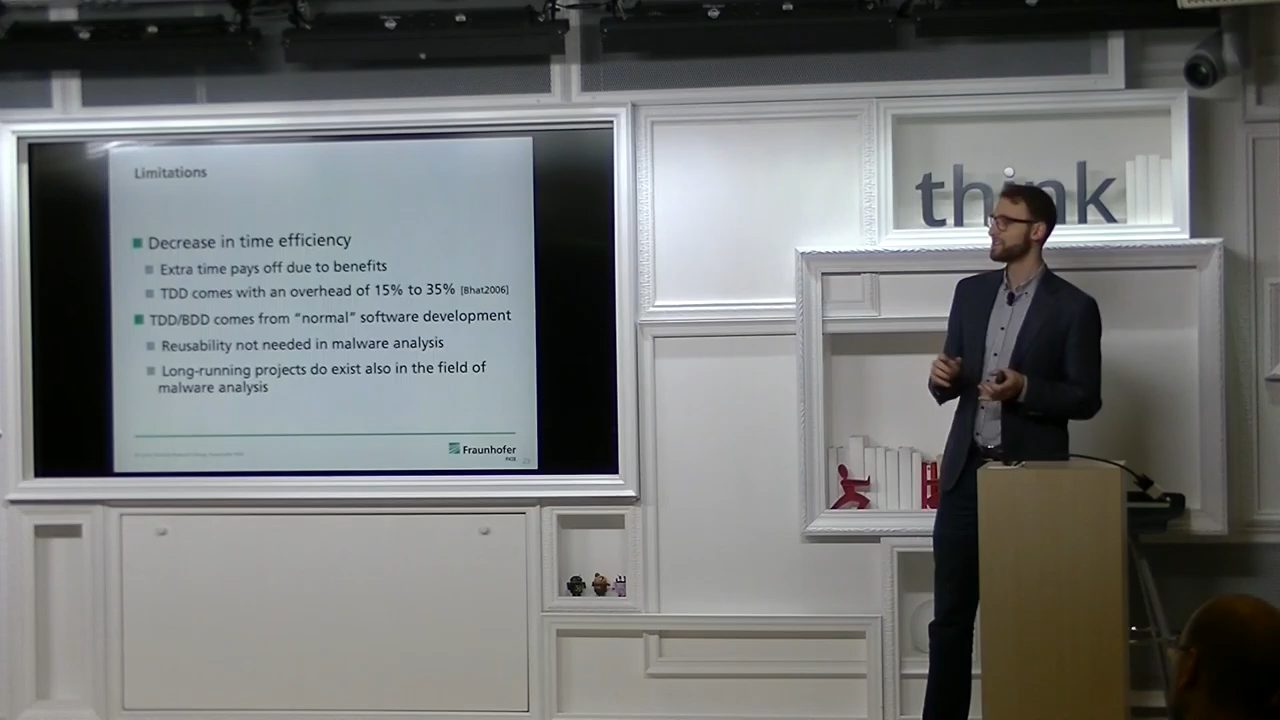 Limitations
Decrease in time efficiency
Extra time pays off due to benefits
TDD comes with an overhead of 15% to 35% [Bhat2006]
TDD/BDD comes from “normal” software development
Reusability not needed in malware analysis
Long-running projects do exist also in the field of
malware analysis
Fraunhofer
FKIE
think